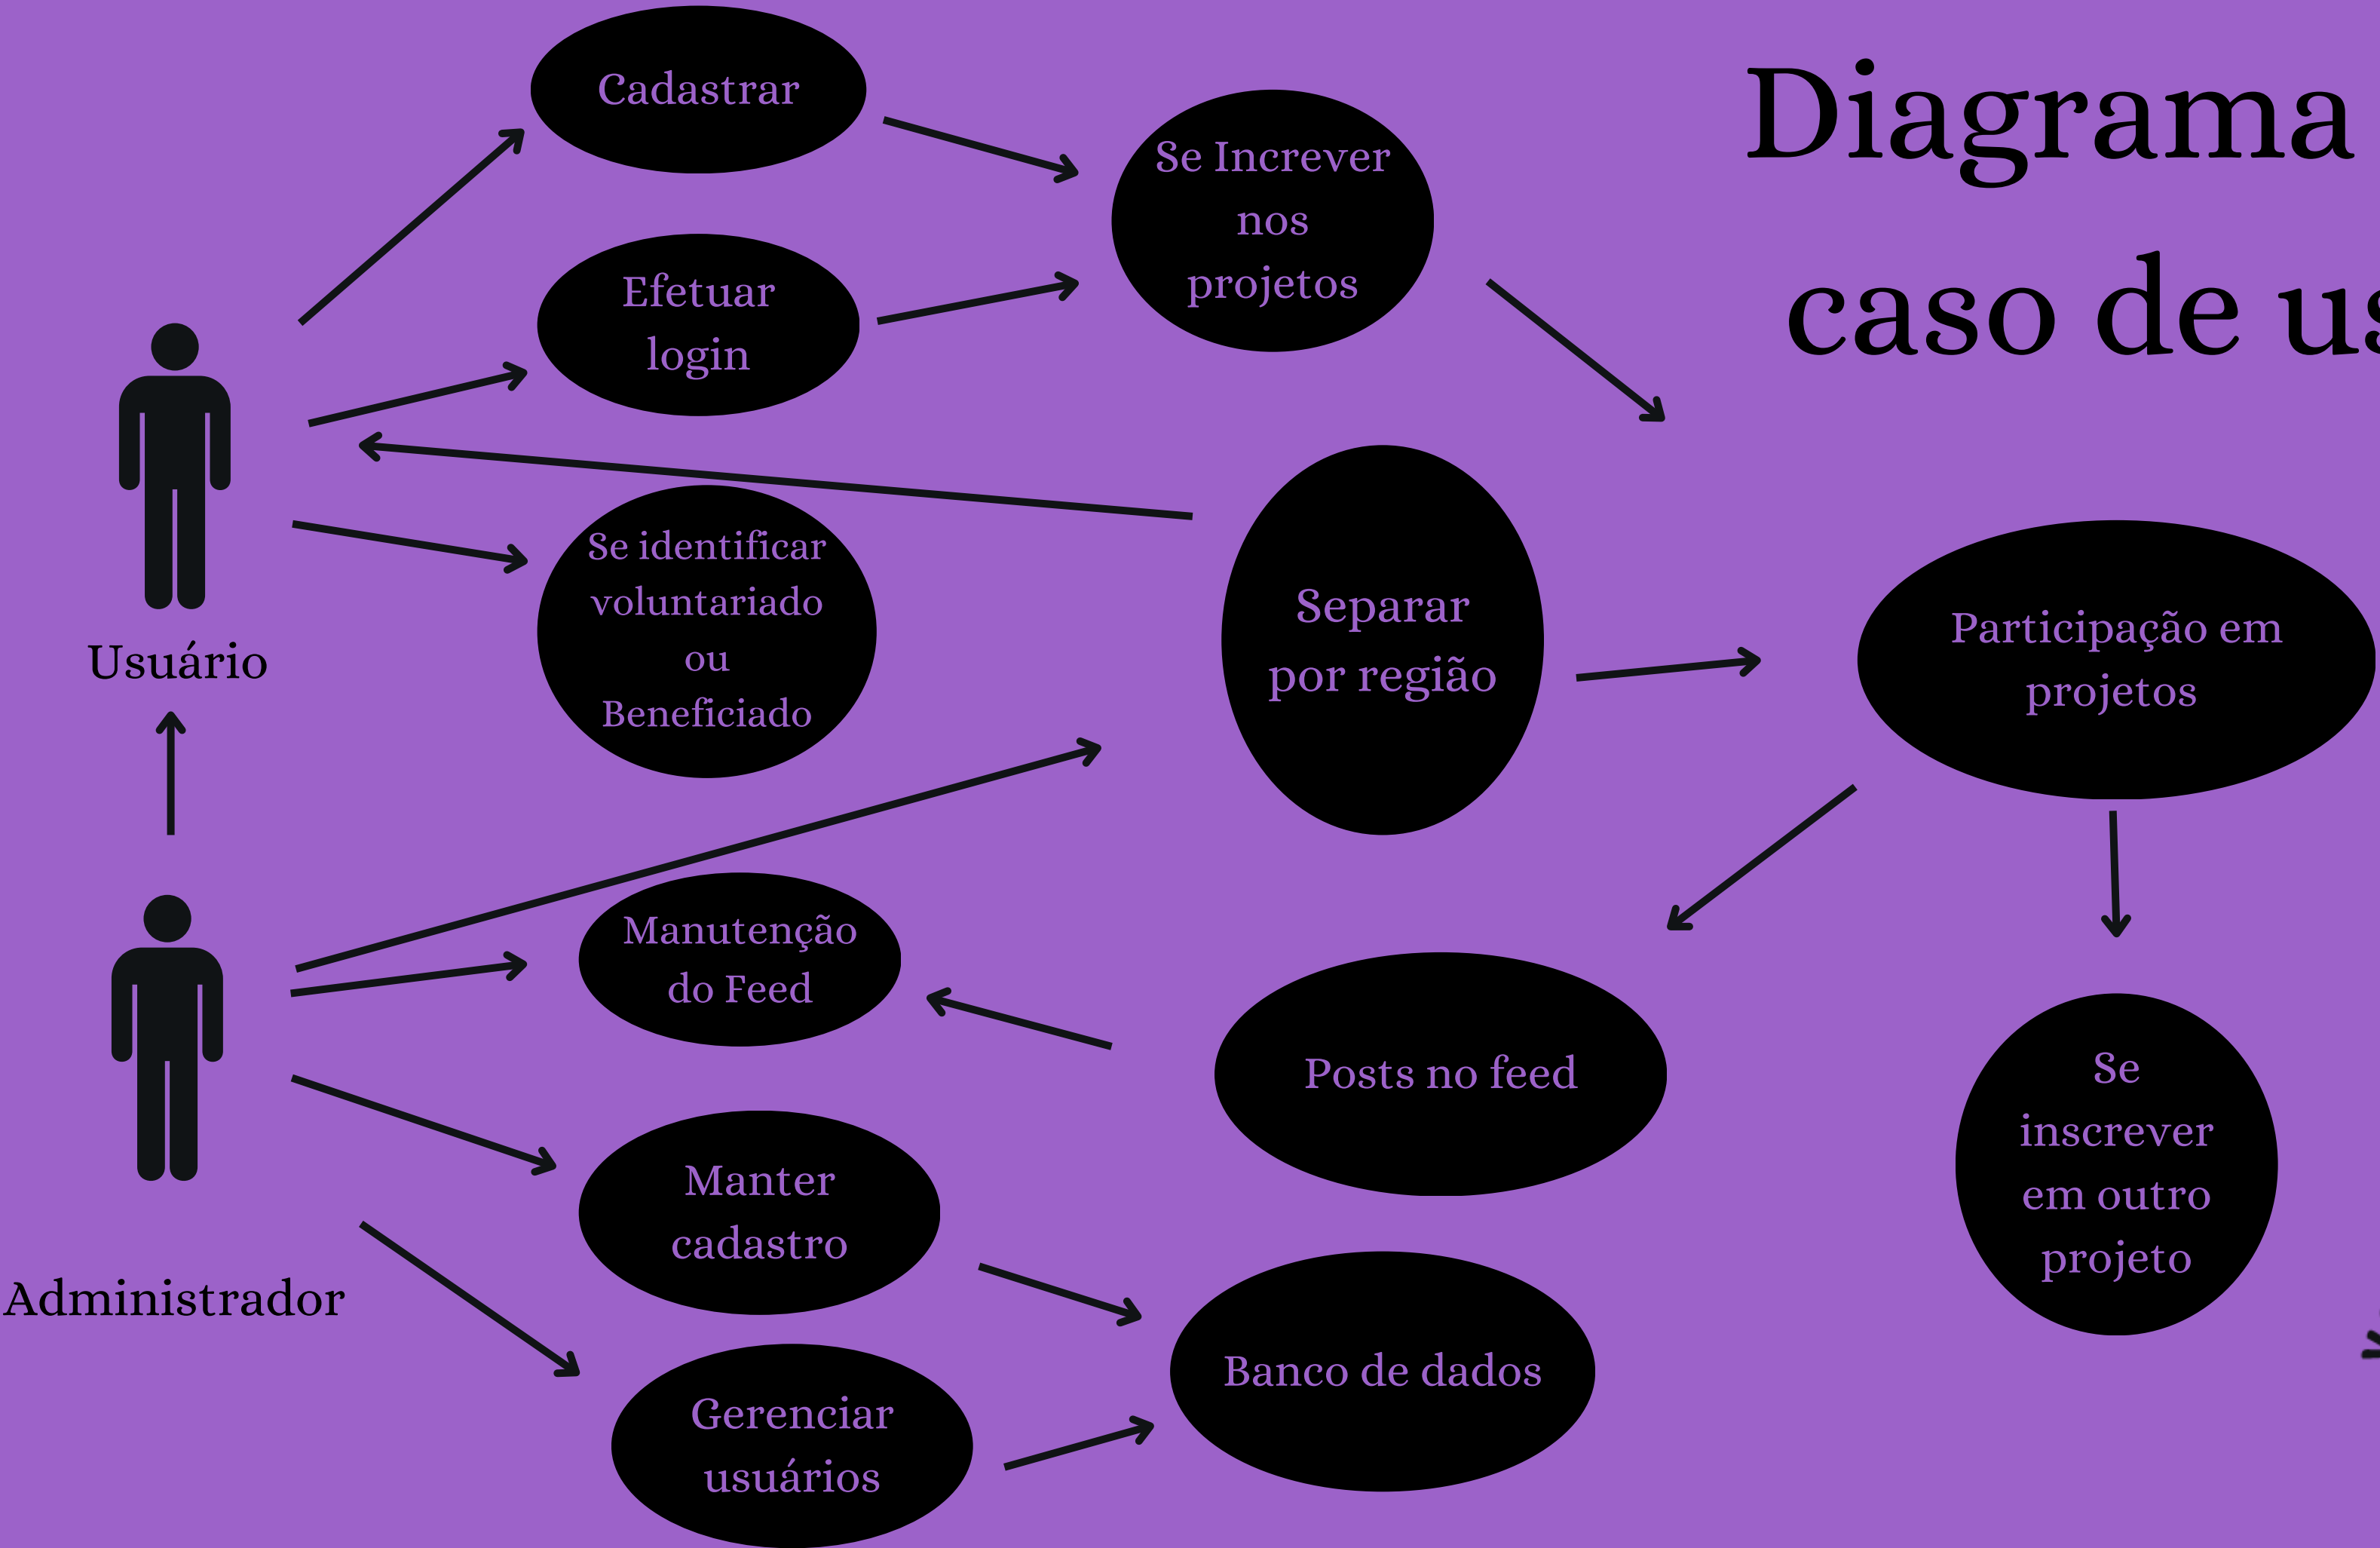 Diagrama
caso de us
Cadastrar
Se Increver
nos
projetos
Efetuar
login
Se identificar
voluntariado
ou
Beneficiado
Usuário
Separar
por região
Participação em
projetos
Manutenção
do Feed
Posts no feed
Se
inscrever
em outro
projeto
Manter
cadastro
Administrador
Banco de dados
Gerenciar
usuários